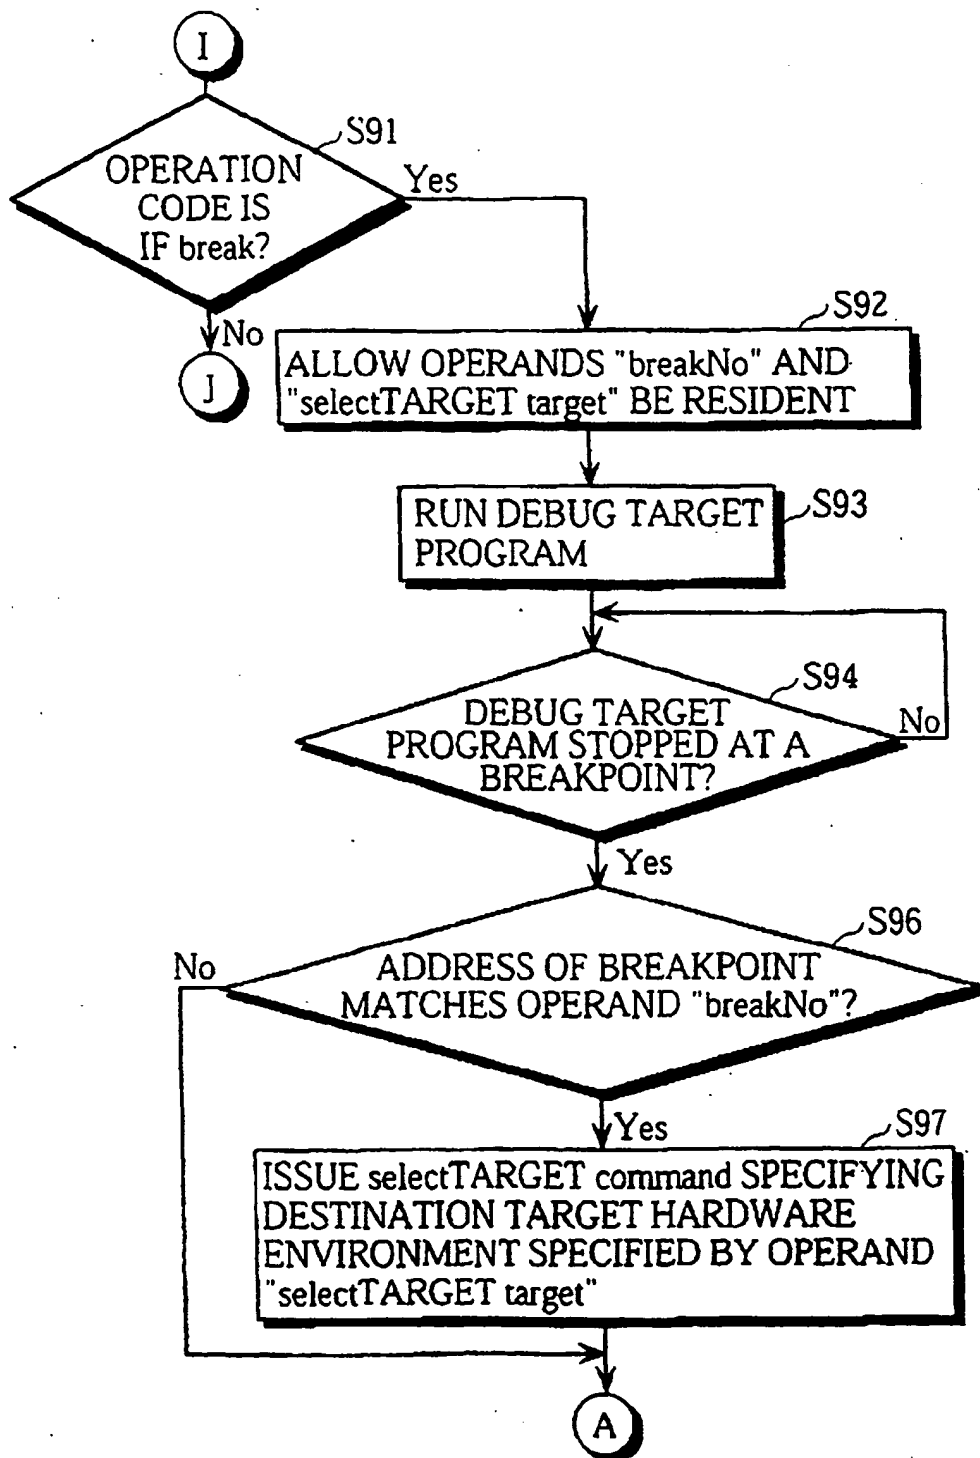 I
S91
OPERATION
CODE IS
IF break?
Yes
No
J
S92
ALLOW OPERANDS "breakNo" AND
"selectTARGET target" BE RESIDENT
RUN DEBUG TARGET
PROGRAM
S93
S94
DEBUG TARGET
PROGRAM STOPPED AT A
BREAKPOINT?
No
Yes
S96
No
ADDRESS OF BREAKPOINT
MATCHES OPERAND "breakNo"?
Yes
S97
ISSUE selectTARGET command SPECIFYING
DESTINATION TARGET HARDWARE
ENVIRONMENT SPECIFIED BY OPERAND
"selectTARGET target"
A